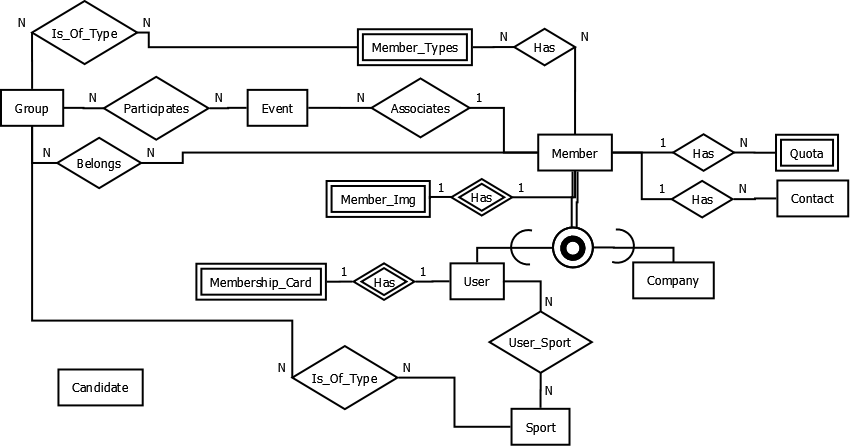 N
Is_Of_Type
N
Member_Types
N
Has
N
Group
N
Participates
N
Event
N
Associates
1
N
Belongs
N
Member
1
Has
N
Quota
1
Has
N
Contact
Member_Img
1
Has
1
Membership_Card
1
Has
1
User
Company
N
User_Sport
N
N
Is_Of_Type
N
Candidate
Sport